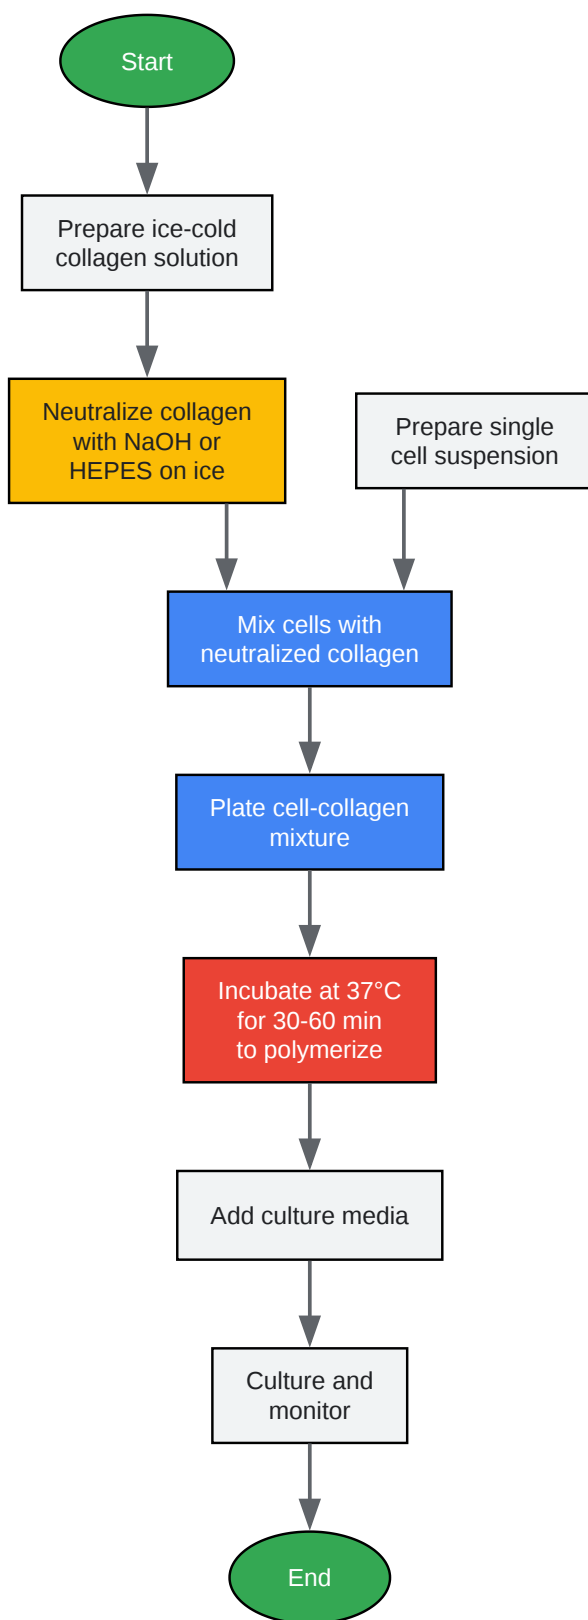 Start
Prepare ice-cold
collagen solution
Neutralize collagen
with NaOH or
HEPES on ice
Prepare single
cell suspension
Mix cells with
neutralized collagen
Plate cell-collagen
mixture
Incubate at 37°C
for 30-60 min
to polymerize
Add culture media
Culture and
monitor
End